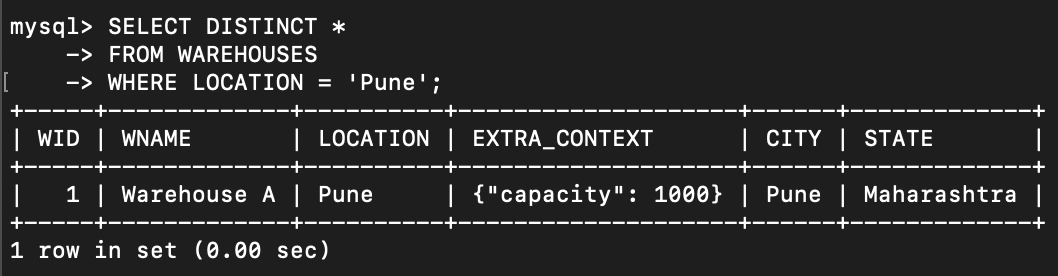 mysql> SELECT DISTINCT *
    -> FROM WAREHOUSES
[    -> WHERE LOCATION = 'Pune';
+-----+-------------+----------+--------------------+------+-------------+
| WID | WNAME       | LOCATION | EXTRA_CONTEXT      | CITY | STATE       |
+-----+-------------+----------+--------------------+------+-------------+
|   1 | Warehouse A | Pune     | {"capacity": 1000} | Pune | Maharashtra |
+-----+-------------+----------+--------------------+------+-------------+
1 row in set (0.00 sec)